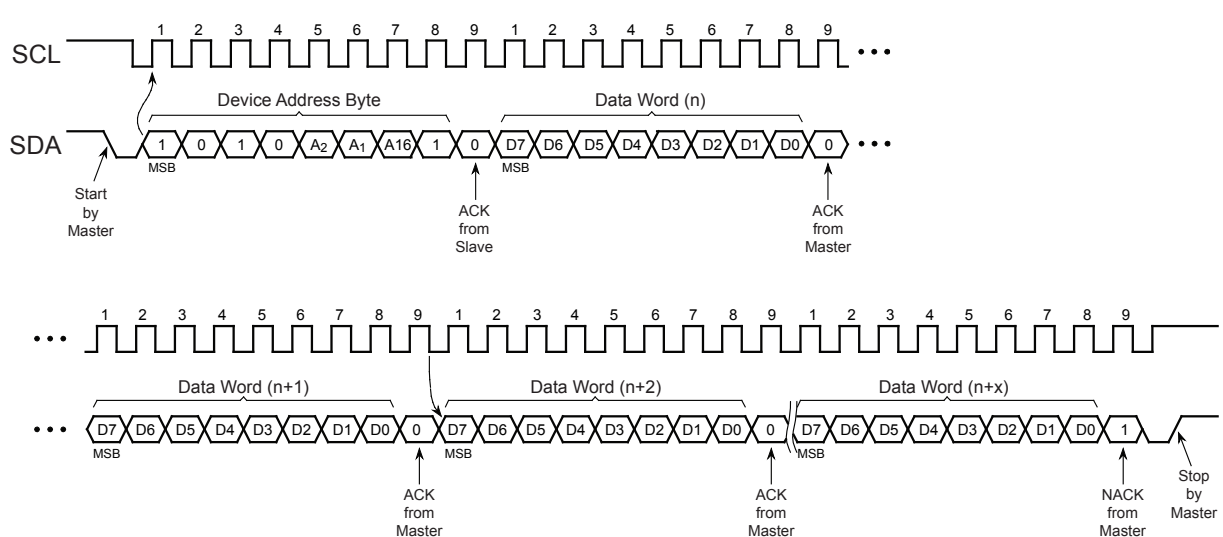 1 2 3 4 5 6 7 8 9 1 2 3 4 5 6 7 8 9
SCL
Device Address Byte Data Word (n)
SDA 1 0 1 0 A2 A1 A16 1 0 D7 D6 D5 D4 D3 D2 D1 D0 0
MSB MSB
Start
by
Master
ACK
from
Slave
ACK
from
Master
1 2 3 4 5 6 7 8 9 1 2 3 4 5 6 7 8 9 1 2 3 4 5 6 7 8 9
Data Word (n+1) Data Word (n+2) Data Word (n+x)
D7 D6 D5 D4 D3 D2 D1 D0 0 D7 D6 D5 D4 D3 D2 D1 D0 0 D7 D6 D5 D4 D3 D2 D1 D0 1
MSB MSB MSB
ACK
from
Master
ACK
from
Master
NACK
from
Master
Stop
by
Master